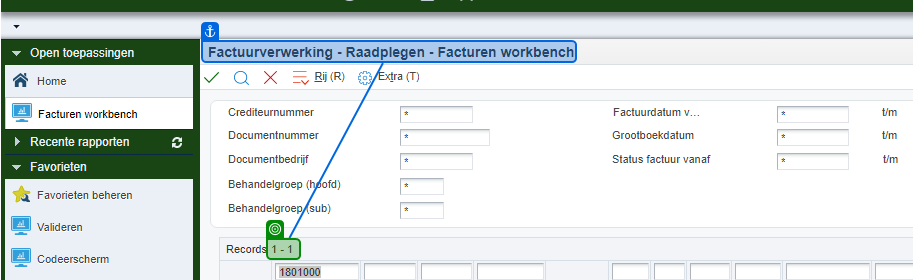 Open toepassingen
Home
Facturen workbench
Recente rapporten
Favorieten
Favorieten beheren
Valideren
Codeerscherm
Factuurverwerking - Raadplegen - Facturen workbench
Rij (R) Extra (T)
Crediteurnummer * Factuurdatum v... * t/m
Documentnummer * Grootboekdatum * t/m
Documentbedrijf * Status factuur vanaf * t/m
Behandelgroep (hoofd) *
Behandelgroep (sub) *
Records 1 - 1
1801000